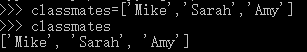 >>> classmates=['Mike','Sarah','Amy']
>>> classmates
['Mike', 'Sarah', 'Amy']